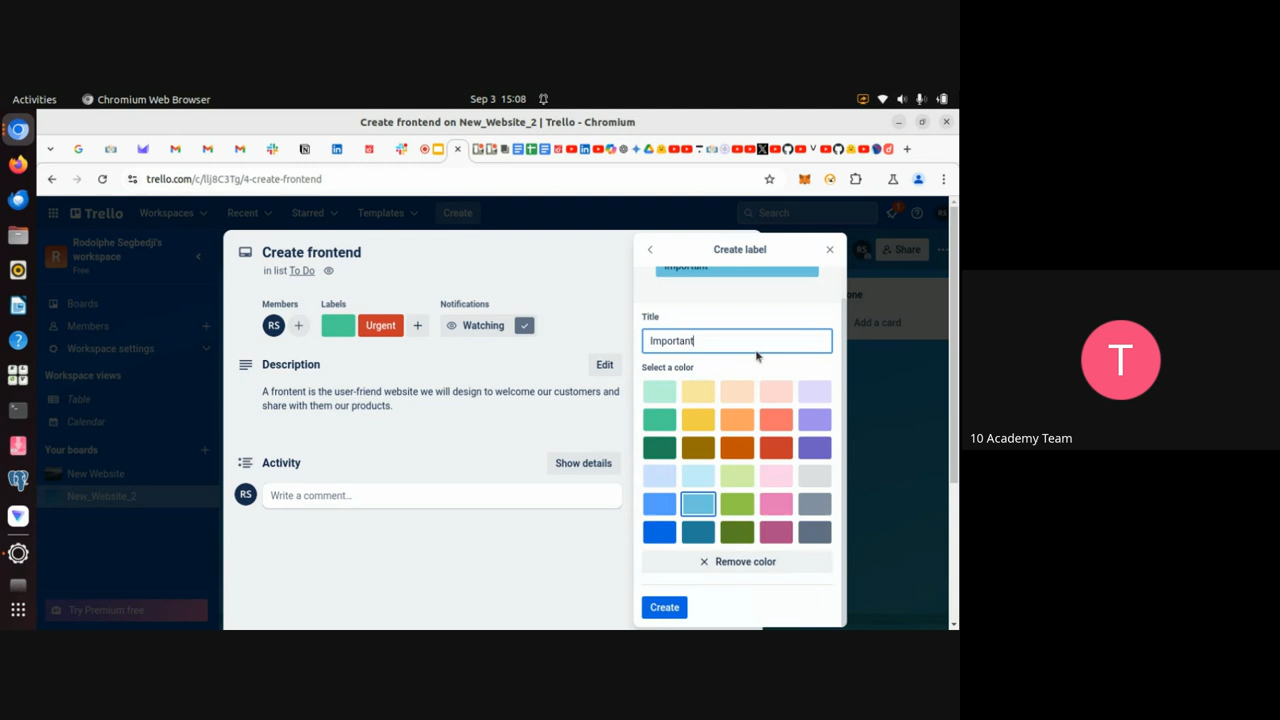 Activities
Chromium Web Browser
Sep 3 15:08
Create frontend on New_Website_2 | Trello - Chromium
trello.com/c/llj8C3Tg/4-create-frontend
Trello
Workspaces
Recent
Starred
Templates
Create
Search
RS
R
Rodolphe Segbedji's workspace
Free
Boards
Members
Workspace settings
Workspace views
Table
Calendar
Your boards
New Website
New_Website_2
Try Premium free
Create frontend
in list To Do
Members
Labels
Notifications
RS
Urgent
Watching
Description
Edit
A frontent is the user-friend website we will design to welcome our customers and
share with them our products.
Activity
Show details
RS
Write a comment...
Create label
Important
Title
Important
Select a color
Remove color
Create
RS
Share
one
Add a card
T
10 Academy Team